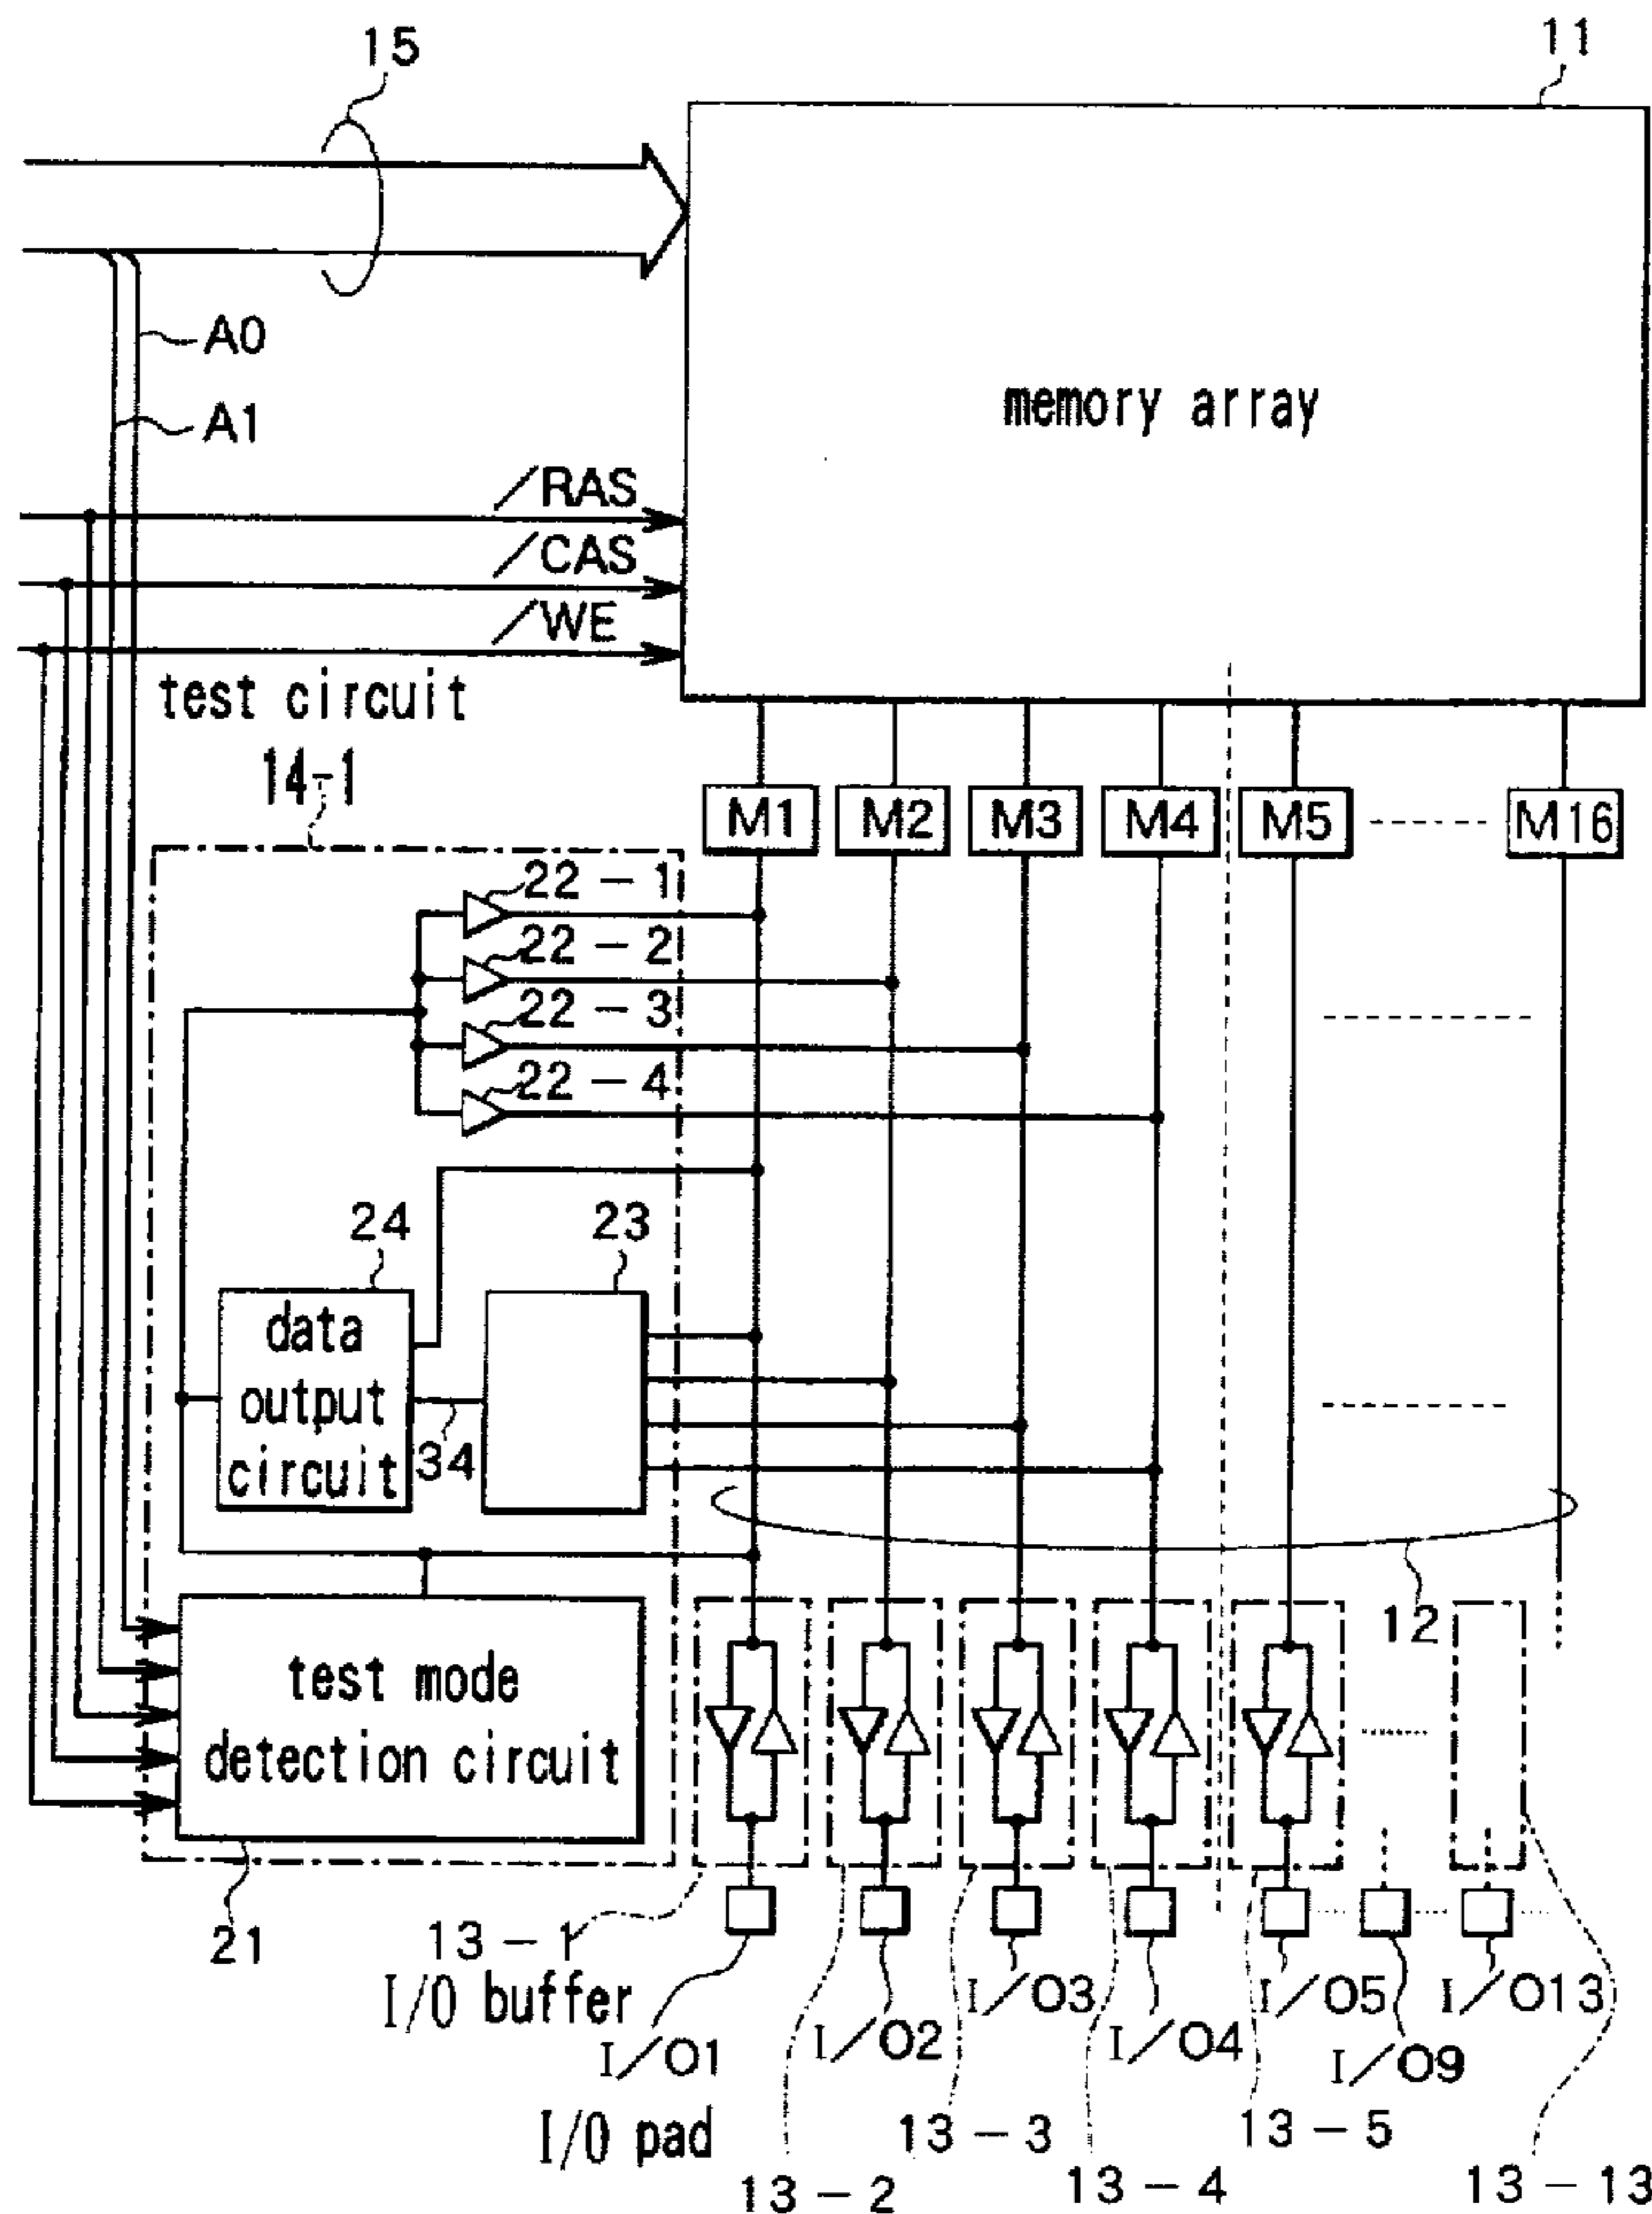 15
11
A0
A1
memory array
/RAS
/CAS
/WE
test circuit
14-1
M1
M2
M3
M4
M5
M16
22-1
22-2
22-3
22-4
24
23
data
output
circuit
34
12
test mode
detection circuit
21
13-1
I/O buffer
I/O1
I/O2
I/O3
I/O4
I/O5
I/O9
I/O13
I/O pad
13-2
13-3
13-4
13-5
13-13